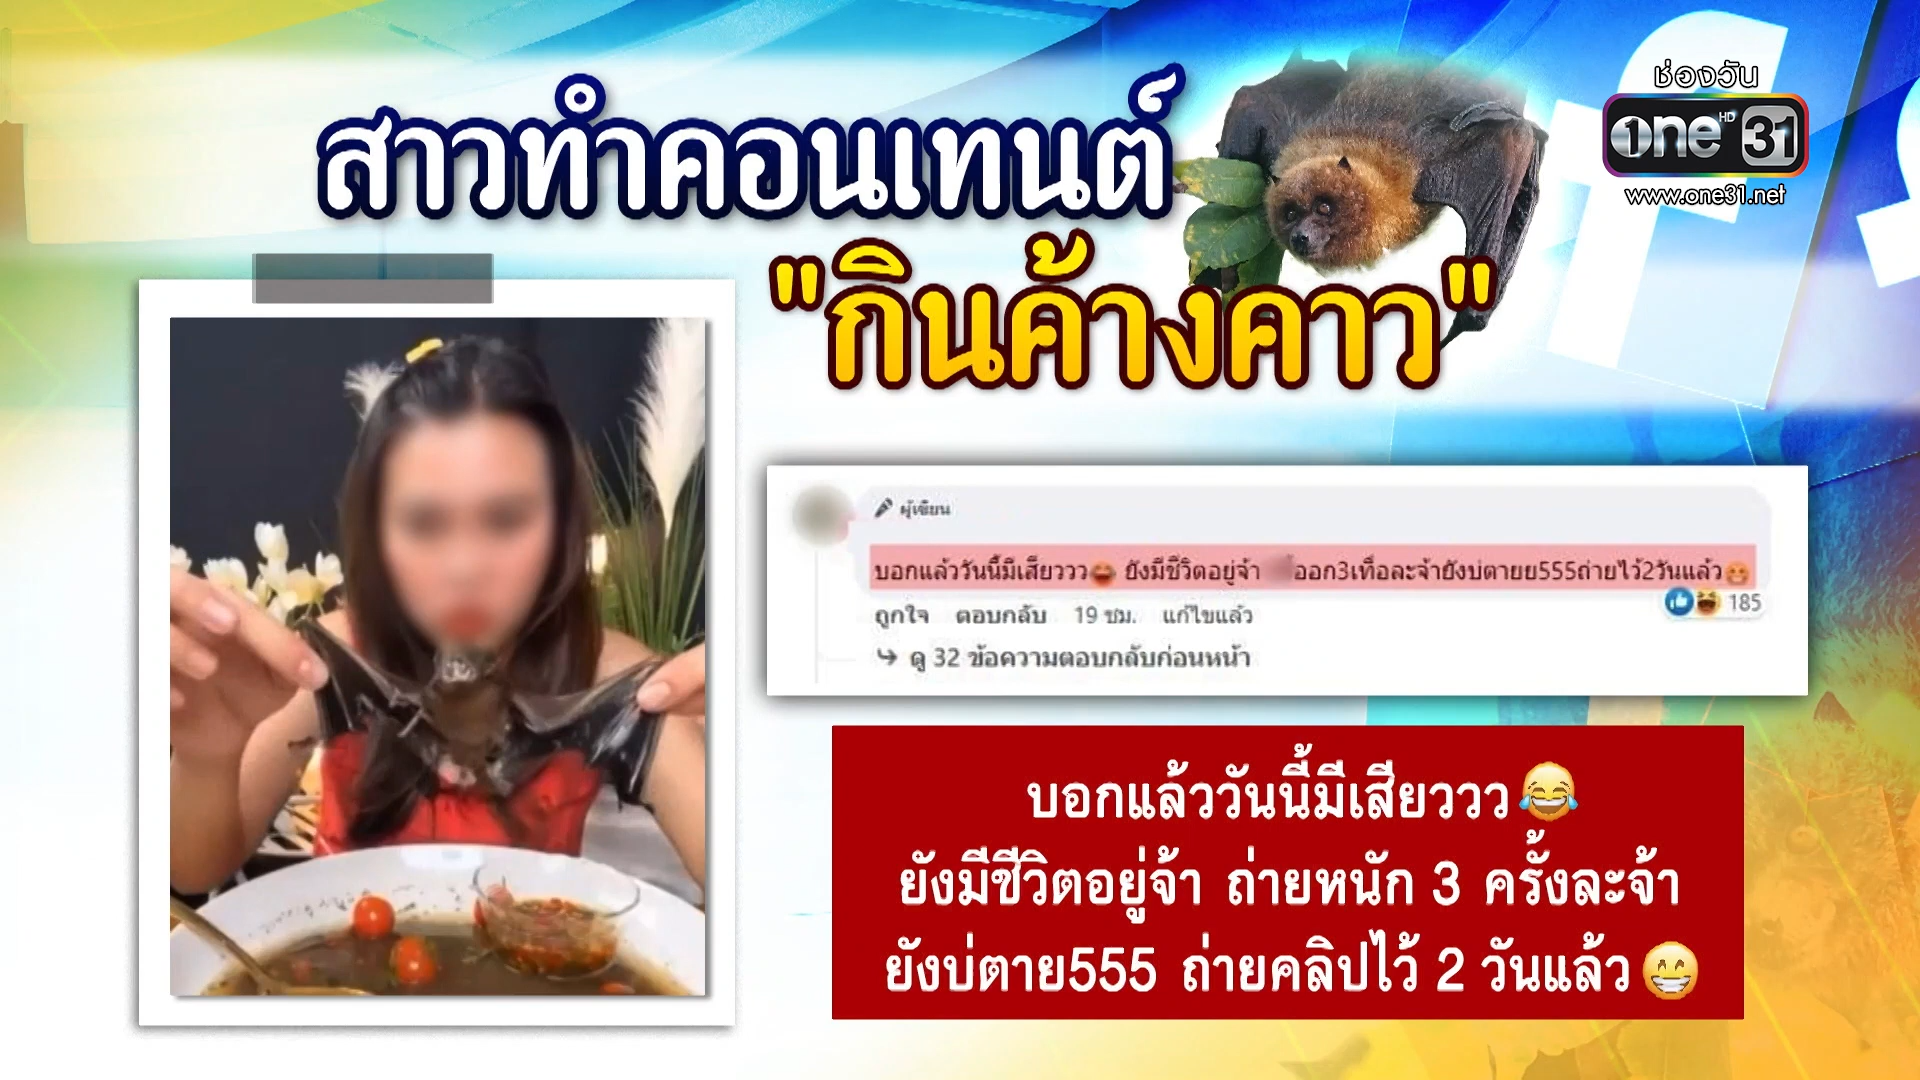 สาวทำคอนเทนต์
"กินค้างคาว"
ช่องวัน
one HD 31
www.one31.net
ผู้เขียน
บอกแล้ววันนี้มีเสียววว😂 ยังมีชีวิตอยู่จ้า ออก3เทื่อละจ้ายังบ่ตายย555ถ่ายไว้2วันแล้ว😁
185
ถูกใจ ตอบกลับ 19 ชม. แก้ไขแล้ว
ดู 32 ข้อความตอบกลับก่อนหน้า
บอกแล้ววันนี้มีเสียววว😂
ยังมีชีวิตอยู่จ้า ถ่ายหนัก 3 ครั้งละจ้า
ยังบ่ตาย555 ถ่ายคลิปไว้ 2 วันแล้ว😁